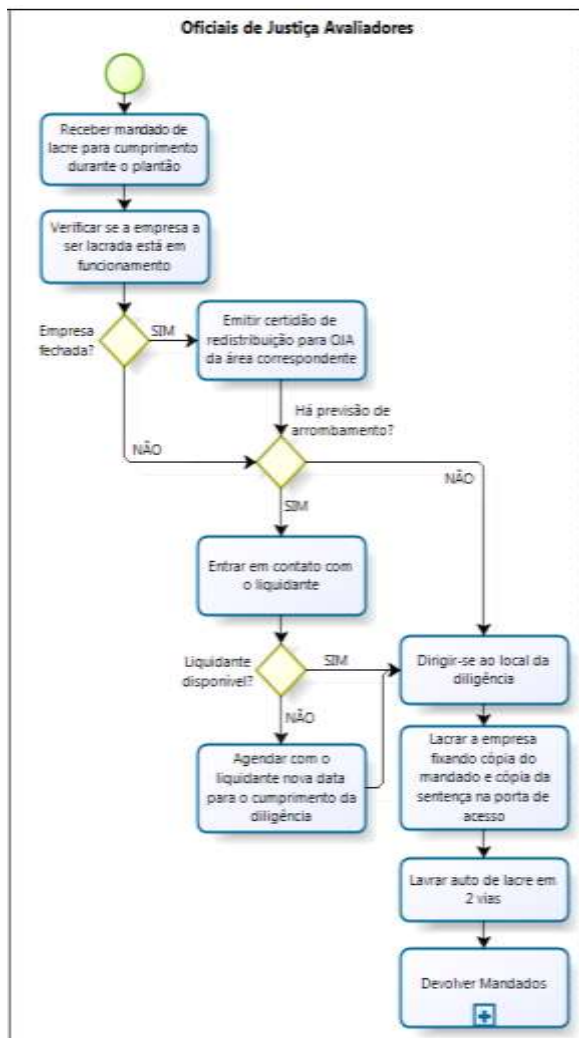 Oficiais de Justiça Avaliadores
Receber mandado de
lacre para cumprimento
durante o plantão
Verificar se a empresa a
ser lacrada está em
funcionamento
Empresa
fechada?
SIM
Emitir certidão de
redistribuição para OJA
da área correspondente
NÃO
Há previsão de
arrombamento?
NÃO
SIM
Entrar em contato com
o liquidante
Liquidante
disponível?
SIM
Dirigir-se ao local da
diligência
NÃO
Agendar com o
liquidante nova data
para o cumprimento da
diligência
Lacrar a empresa
fixando cópia do
mandado e cópia da
sentença na porta de
acesso
Lavrar auto de lacre em
2 vias
Devolver Mandados